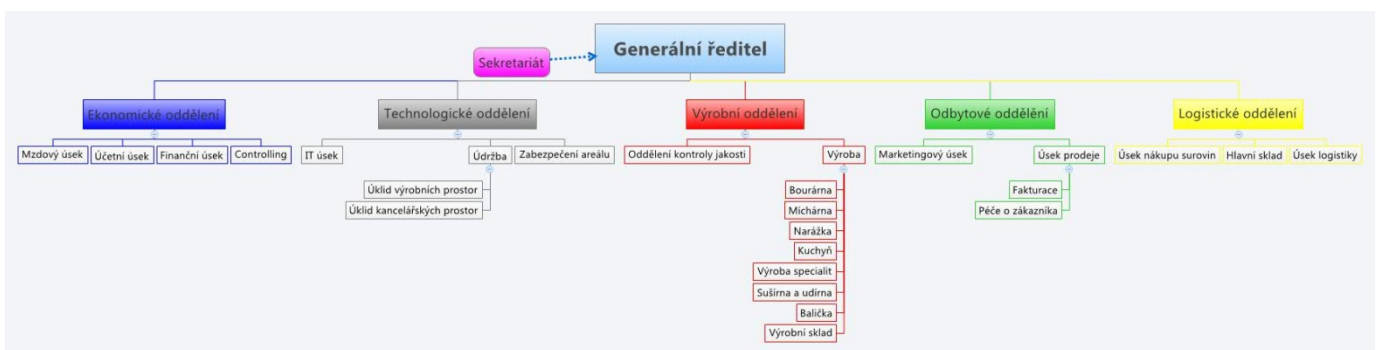 Generální ředitel
Sekretariát
Ekonomické oddělení
Technologické oddělení
Výrobní oddělení
Odbytové oddělění
Logistické oddělení
Mzdový úsek
Účetní úsek
Finanční úsek
Controlling
IT úsek
Údržba
Zabezpečení areálu
Oddělení kontroly jakosti
Výroba
Marketingový úsek
Úsek prodeje
Úsek nákupu surovin
Hlavní sklad
Úsek logistiky
Úklid výrobních prostor
Úklid kancelářských prostor
Bourárna
Míchárna
Narážka
Kuchyň
Výroba specialit
Sušírna a udírna
Balička
Výrobní sklad
Fakturace
Péče o zákazníka